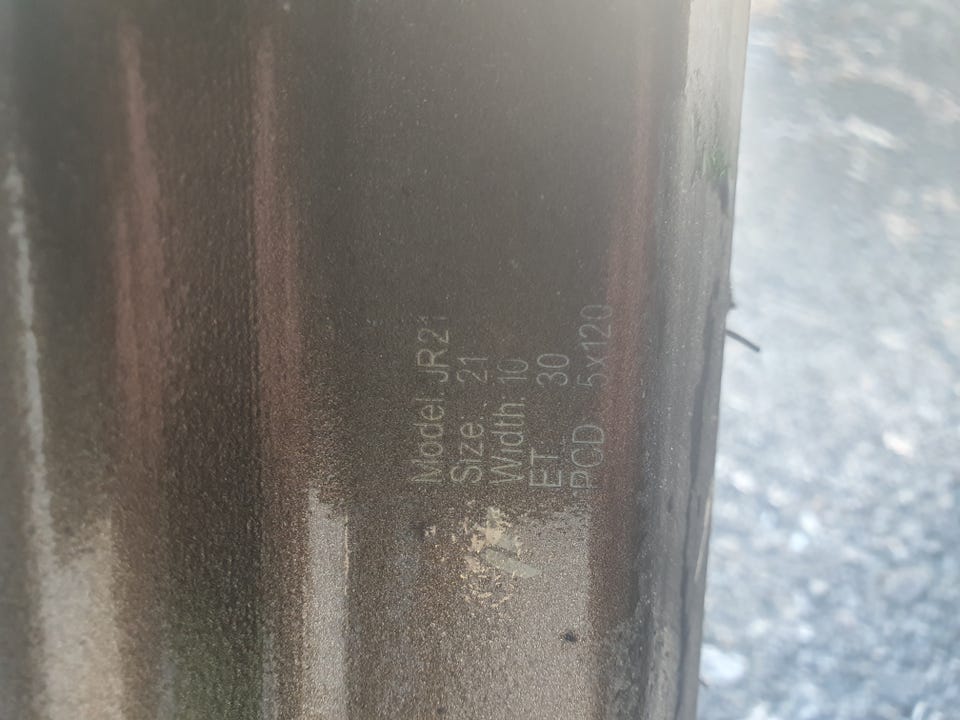 Model: JR21
Size: 21
Width: 10
ET 30
PCD 5x120